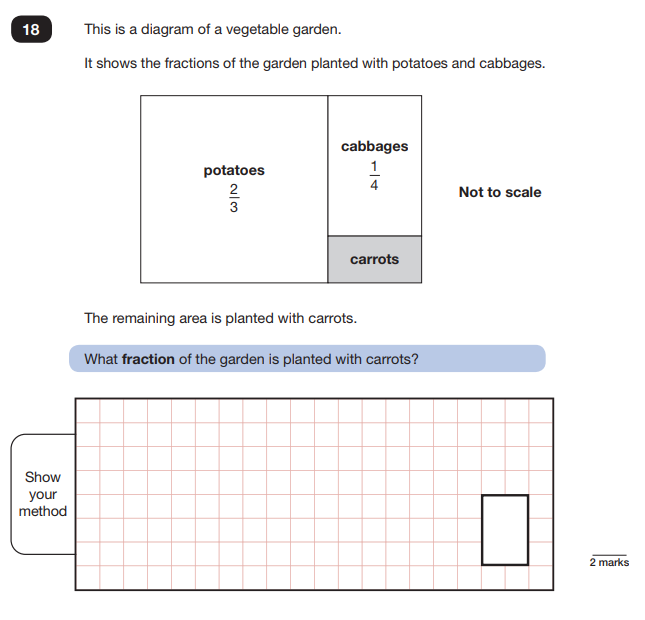 18
This is a diagram of a vegetable garden.
It shows the fractions of the garden planted with potatoes and cabbages.
potatoes
2
3
cabbages
1
4
Not to scale
carrots
The remaining area is planted with carrots.
What fraction of the garden is planted with carrots?
Show
your
method
2 marks